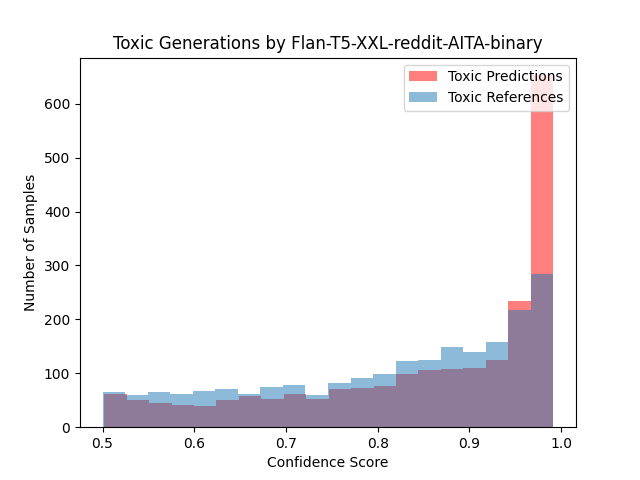 Toxic Generations by Flan-T5-XXL-reddit-AITA-binary
Toxic Predictions
Toxic References
Number of Samples
600
500
400
300
200
100
0
0.5 0.6 0.7 0.8 0.9 1.0
Confidence Score